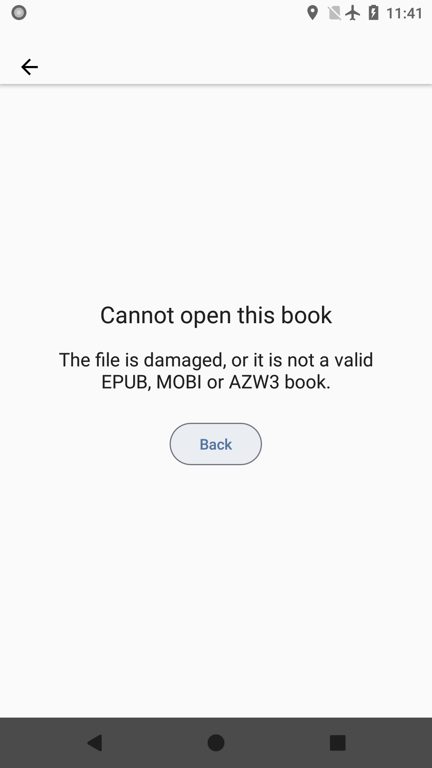 11:41
Cannot open this book
The file is damaged, or it is not a valid
EPUB, MOBI or AZW3 book.
Back